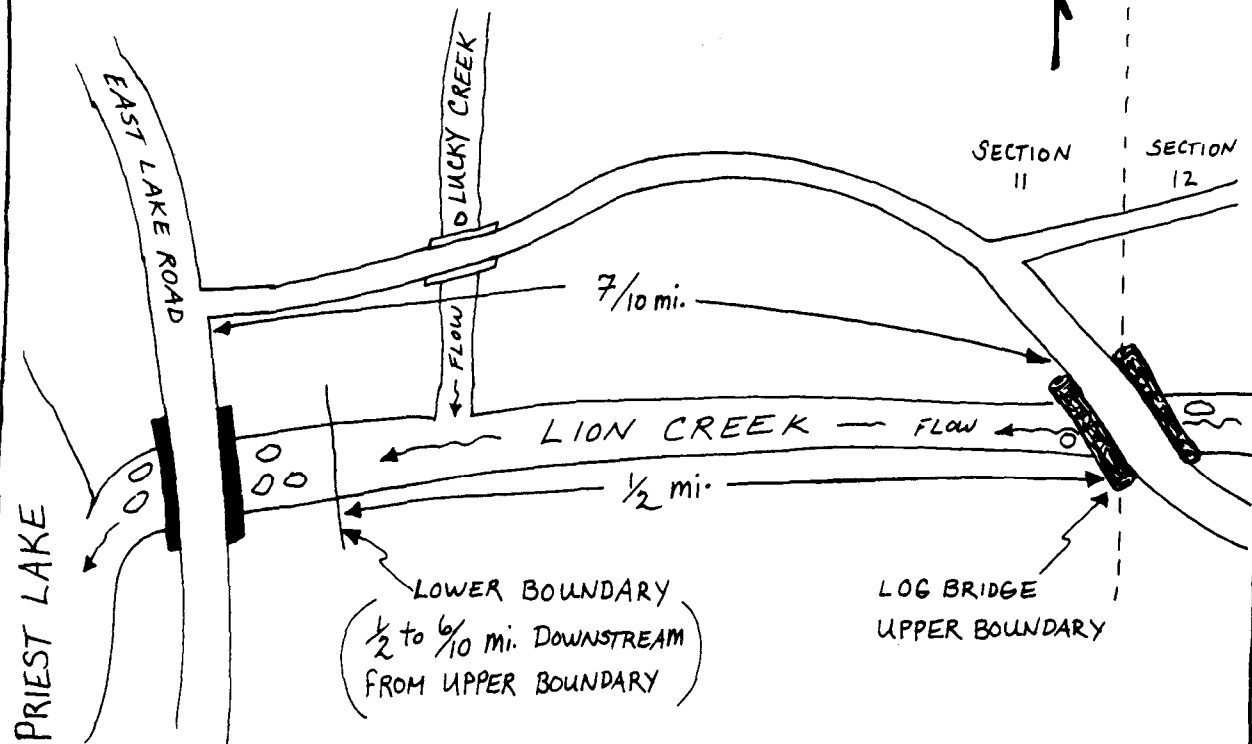 EAST LAKE ROAD
LUCKY CREEK
SECTION
11
SECTION
12
7/10 mi.
FLOW
LION CREEK — FLOW
1/2 mi.
PRIEST LAKE
LOWER BOUNDARY
(1/2 to 6/10 mi. DOWNSTREAM
FROM UPPER BOUNDARY)
LOG BRIDGE
UPPER BOUNDARY